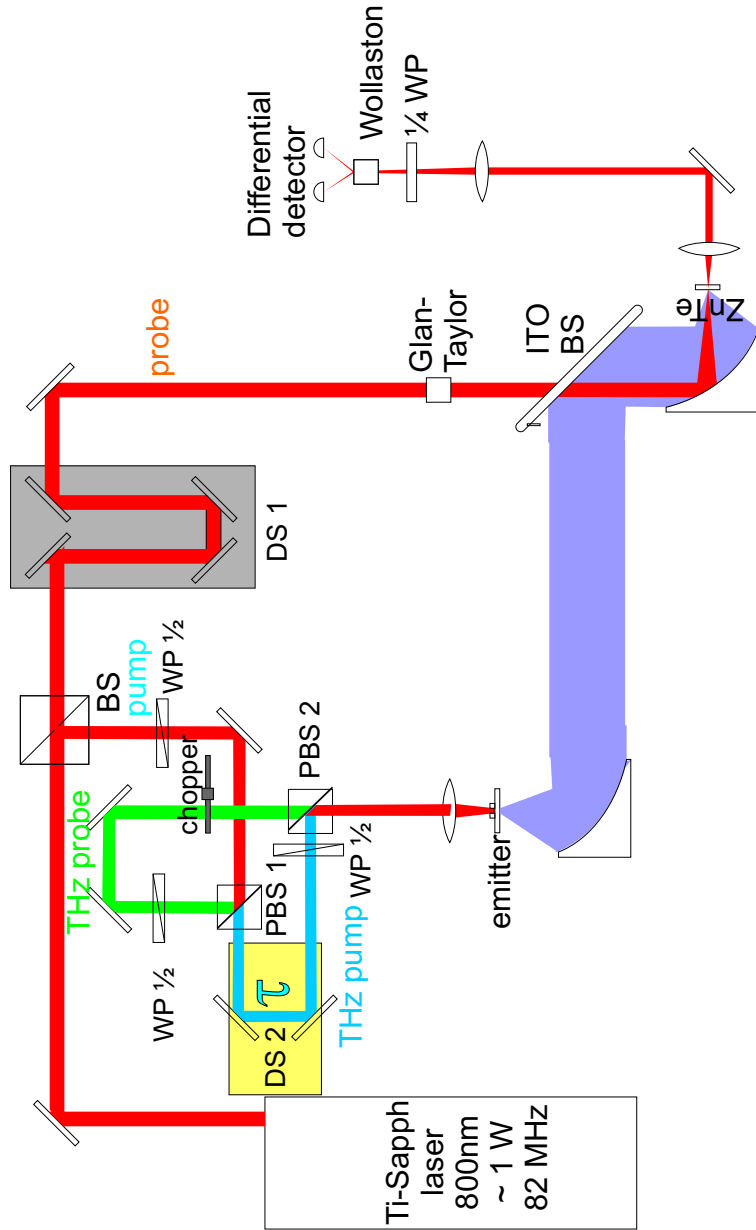 Ti-Sapph
laser
800nm
~ 1 W
82 MHz
DS 2
τ
THz pump
WP ½
PBS 1
WP ½
THz probe
chopper
PBS 2
WP ½
pump
BS
DS 1
emitter
probe
Glan-
Taylor
ITO
BS
ZnTe
Differential
detector
Wollaston
¼ WP